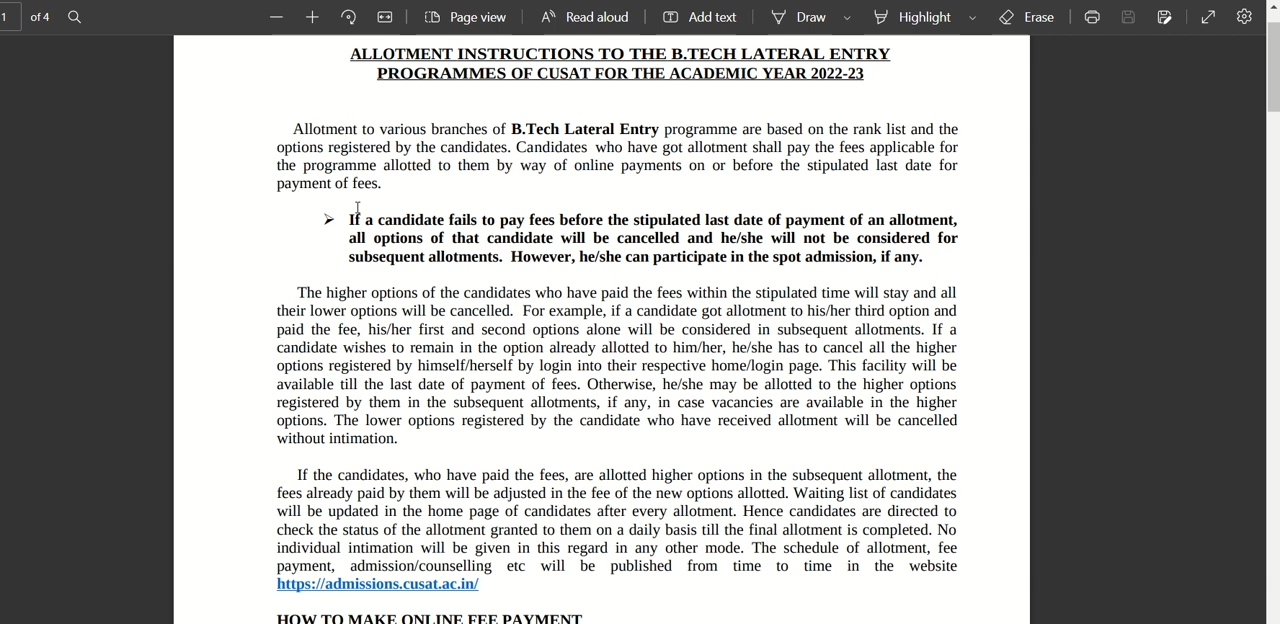 1 of 4 Page view Read aloud Add text Draw Highlight Erase
ALLOTMENT INSTRUCTIONS TO THE B.TECH LATERAL ENTRY
PROGRAMMES OF CUSAT FOR THE ACADEMIC YEAR 2022-23
Allotment to various branches of B.Tech Lateral Entry programme are based on the rank list and the
options registered by the candidates. Candidates who have got allotment shall pay the fees applicable for
the programme allotted to them by way of online payments on or before the stipulated last date for
payment of fees.
➢ If a candidate fails to pay fees before the stipulated last date of payment of an allotment,
all options of that candidate will be cancelled and he/she will not be considered for
subsequent allotments. However, he/she can participate in the spot admission, if any.
The higher options of the candidates who have paid the fees within the stipulated time will stay and all
their lower options will be cancelled. For example, if a candidate got allotment to his/her third option and
paid the fee, his/her first and second options alone will be considered in subsequent allotments. If a
candidate wishes to remain in the option already allotted to him/her, he/she has to cancel all the higher
options registered by himself/herself by login into their respective home/login page. This facility will be
available till the last date of payment of fees. Otherwise, he/she may be allotted to the higher options
registered by them in the subsequent allotments, if any, in case vacancies are available in the higher
options. The lower options registered by the candidate who have received allotment will be cancelled
without intimation.
If the candidates, who have paid the fees, are allotted higher options in the subsequent allotment, the
fees already paid by them will be adjusted in the fee of the new options allotted. Waiting list of candidates
will be updated in the home page of candidates after every allotment. Hence candidates are directed to
check the status of the allotment granted to them on a daily basis till the final allotment is completed. No
individual intimation will be given in this regard in any other mode. The schedule of allotment, fee
payment, admission/counselling etc will be published from time to time in the website
https://admissions.cusat.ac.in/
HOW TO MAKE ONLINE FEE PAYMENT